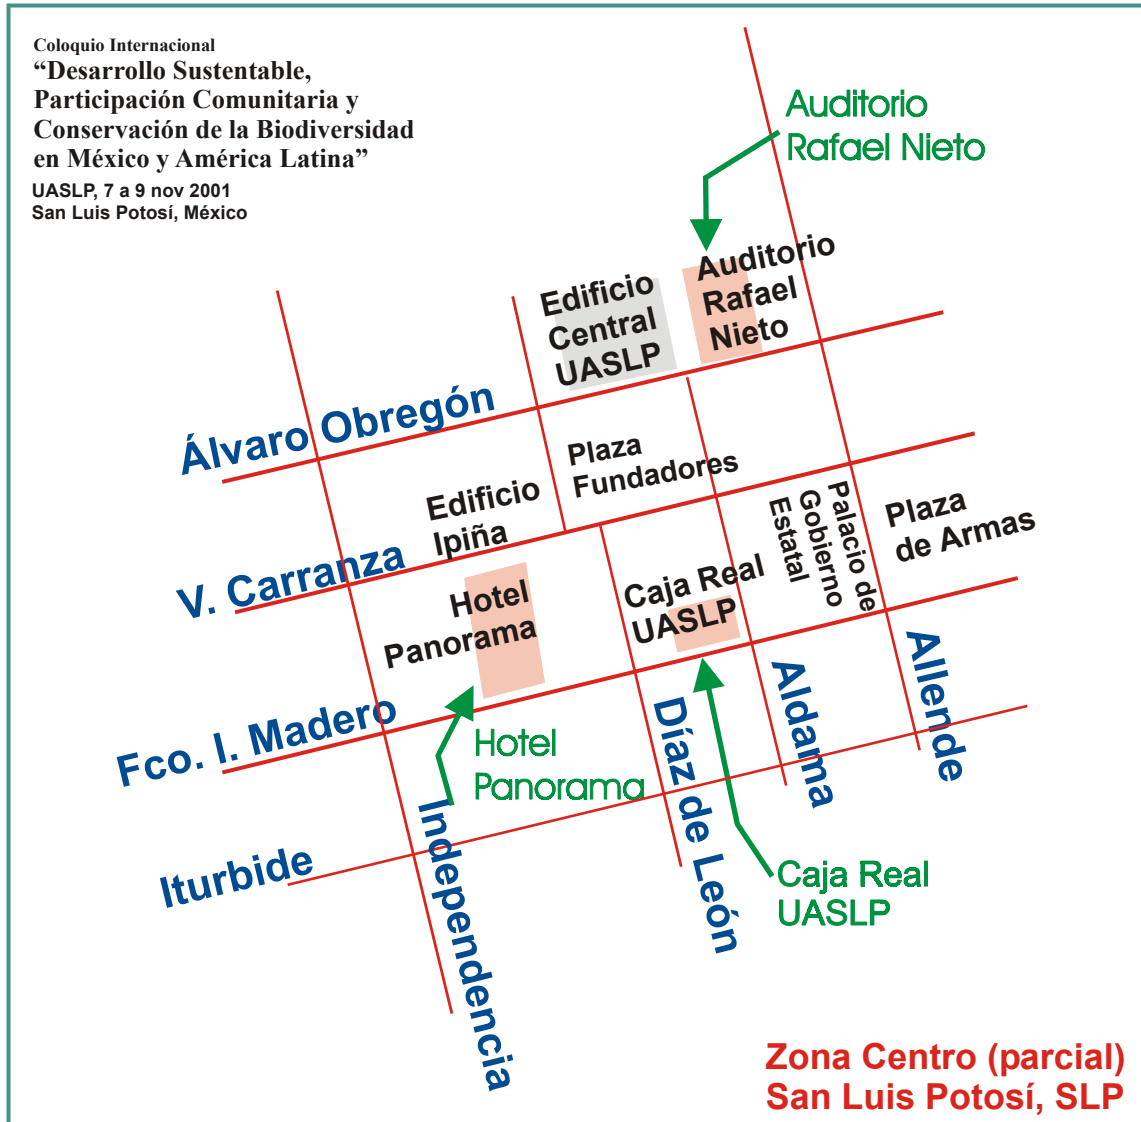 Coloquio Internacional
“Desarrollo Sustentable,
Participación Comunitaria y
Conservación de la Biodiversidad
en México y América Latina”
UASLP, 7 a 9 nov 2001
San Luis Potosí, México
Auditorio
Rafael Nieto
Auditorio
Rafael
Nieto
Edificio
Central
UASLP
Álvaro Obregón
Plaza
Fundadores
Edificio
Ipiña
Palacio de
Gobierno
Estatal
Plaza
de Armas
V. Carranza
Hotel
Panorama
Caja Real
UASLP
Fco. I. Madero
Hotel
Panorama
Independencia
Díaz de León
Aldama
Allende
Iturbide
Caja Real
UASLP
Zona Centro (parcial)
San Luis Potosí, SLP